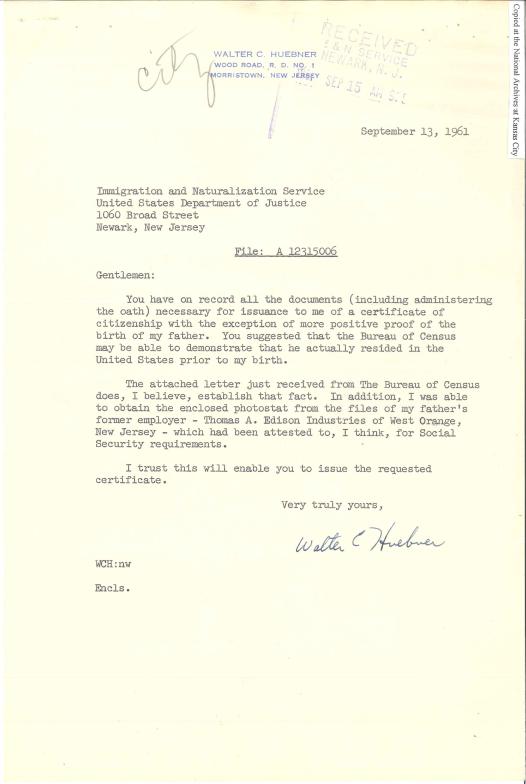 Copied at the National Archives at Kansas City
city
WALTER C. HUEBNER
WOOD ROAD, R. D. NO. 1
MORRISTOWN, NEW JERSEY
RECEIVED
I & N SERVICE
NEWARK, N. J.
SEP 15 AM
September 13, 1961
Immigration and Naturalization Service
United States Department of Justice
1060 Broad Street
Newark, New Jersey
File: A 12315006
Gentlemen:
You have on record all the documents (including administering
the oath) necessary for issuance to me of a certificate of
citizenship with the exception of more positive proof of the
birth of my father. You suggested that the Bureau of Census
may be able to demonstrate that he actually resided in the
United States prior to my birth.
The attached letter just received from The Bureau of Census
does, I believe, establish that fact. In addition, I was able
to obtain the enclosed photostat from the files of my father's
former employer - Thomas A. Edison Industries of West Orange,
New Jersey - which had been attested to, I think, for Social
Security requirements.
I trust this will enable you to issue the requested
certificate.
Very truly yours,
Walter C Huebner
WCH:nw
Encls.